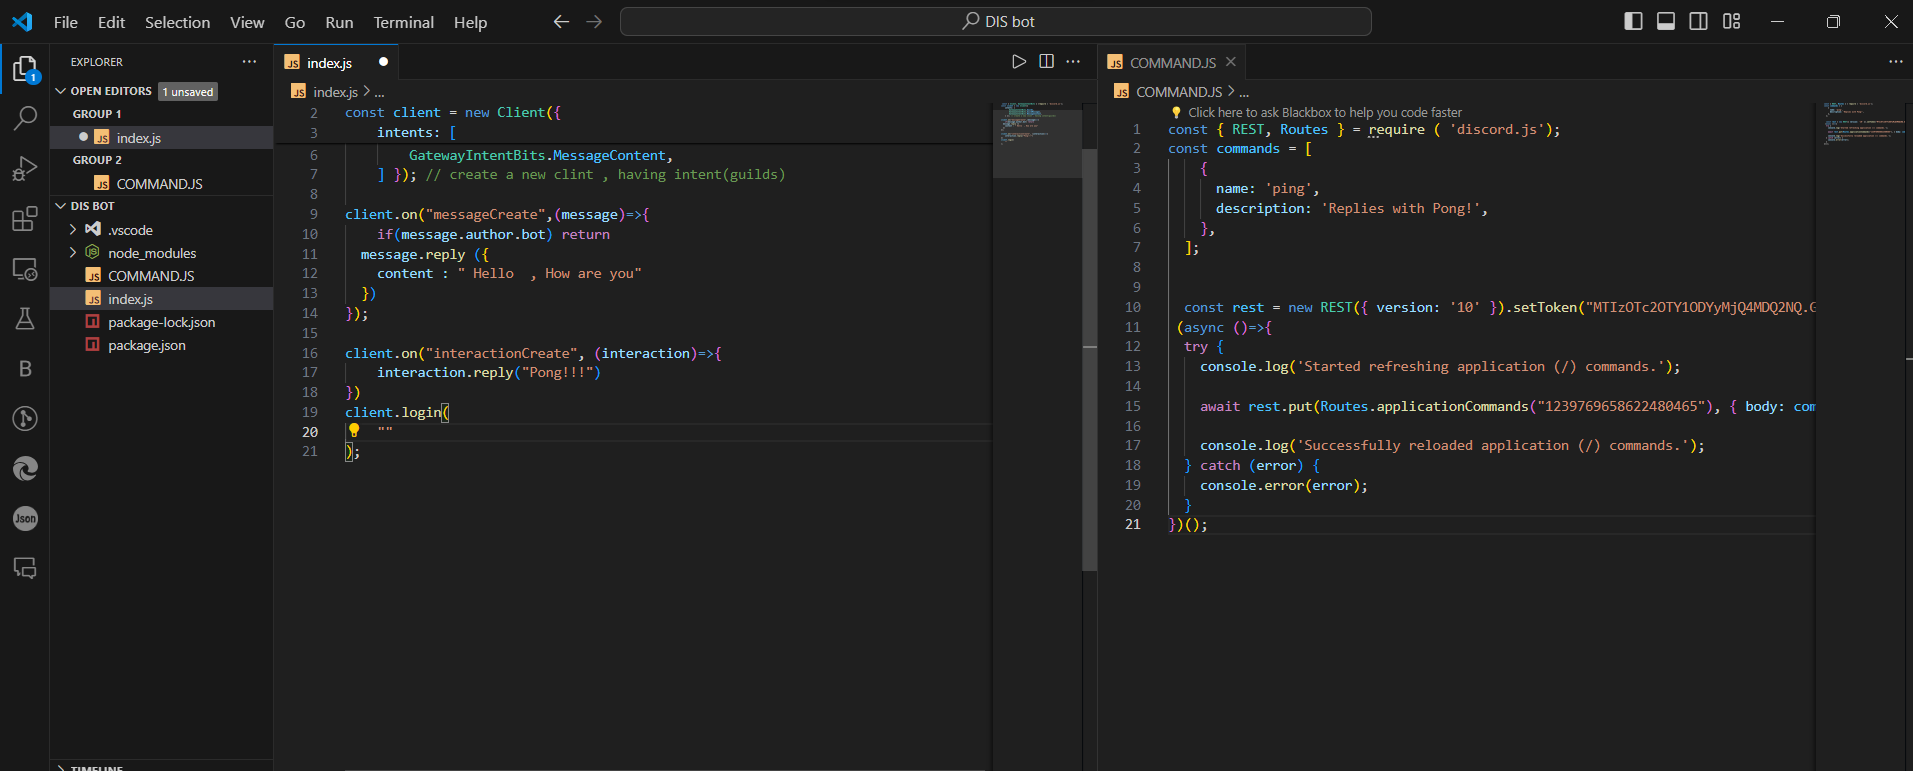 File Edit Selection View Go Run Terminal Help
DIS bot
EXPLORER
OPEN EDITORS 1 unsaved
GROUP 1
JS index.js
GROUP 2
JS COMMAND.JS
DIS BOT
.vscode
node_modules
JS COMMAND.JS
JS index.js
package-lock.json
package.json
TIMELINE
1
B
Json
JS index.js
JS index.js > ...
2 const client = new Client({
3 intents: [
6 GatewayIntentBits.MessageContent,
7 ] }); // create a new clint , having intent(guilds)
8
9 client.on("messageCreate",(message)=>{
10 if(message.author.bot) return
11 message.reply ({
12 content : " Hello  , How are you"
13 })
14 });
15
16 client.on("interactionCreate", (interaction)=>{
17 interaction.reply("Pong!!!")
18 })
19 client.login(
20 ""
21 );
JS COMMAND.JS
JS COMMAND.JS > ...
Click here to ask Blackbox to help you code faster
1 const { REST, Routes } = require ( 'discord.js');
2 const commands = [
3 {
4 name: 'ping',
5 description: 'Replies with Pong!',
6 },
7 ];
8
9
10 const rest = new REST({ version: '10' }).setToken("MTIzOTc2OTY1ODYyMjQ4MDQ2NQ.G
11 (async ()=>{
12 try {
13 console.log('Started refreshing application (/) commands.');
14
15 await rest.put(Routes.applicationCommands("1239769658622480465"), { body: com
16
17 console.log('Successfully reloaded application (/) commands.');
18 } catch (error) {
19 console.error(error);
20 }
21 })();